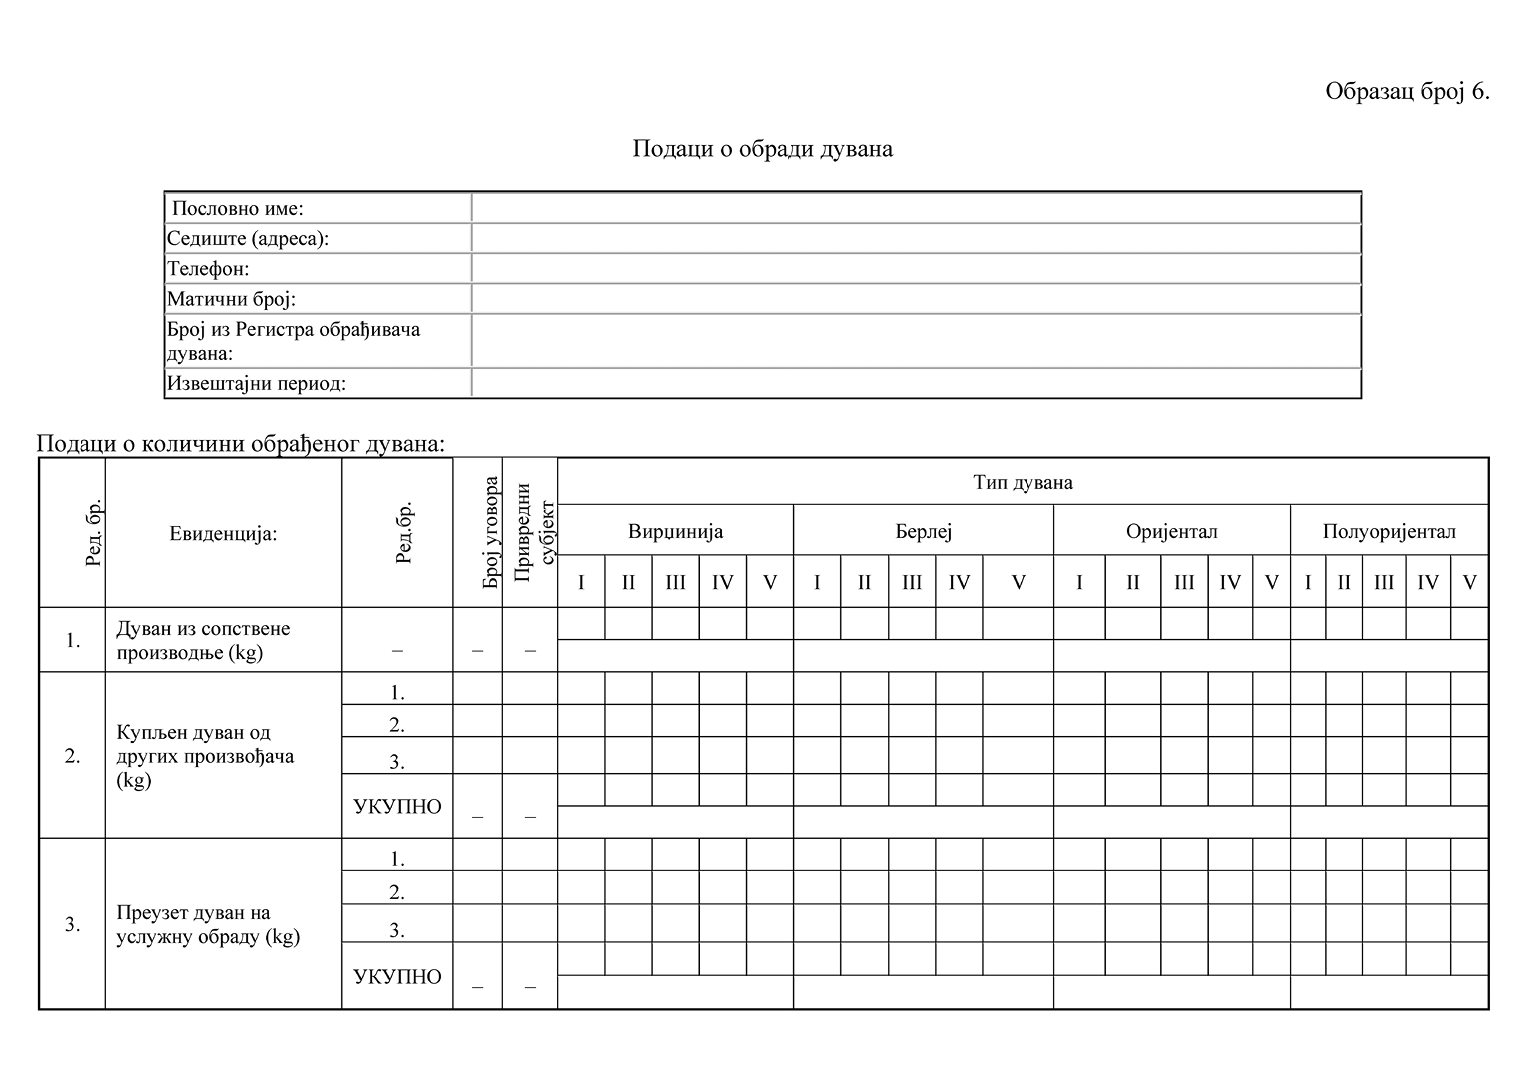 Образац број 6.
Подаци о обради дувана
Пословно име:
Седиште (адреса):
Телефон:
Матични број:
Број из Регистра обрађивача
дувана:
Извештајни период:
Подаци о количини обрађеног дувана:
Ред. бр.
Евиденција:
Ред.бр.
Број уговора
Привредни
субјект
Тип дувана
Вирџинија Берлеј Оријентал Полуоријентал
I II III IV V I II III IV V I II III IV V I II III IV V
1.
Дуван из сопствене
производње (kg)
– – –
2.
Купљен дуван од
других произвођача
(kg)
1.
2.
3.
УКУПНО – –
3.
Преузет дуван на
услужну обраду (kg)
1.
2.
3.
УКУПНО – –